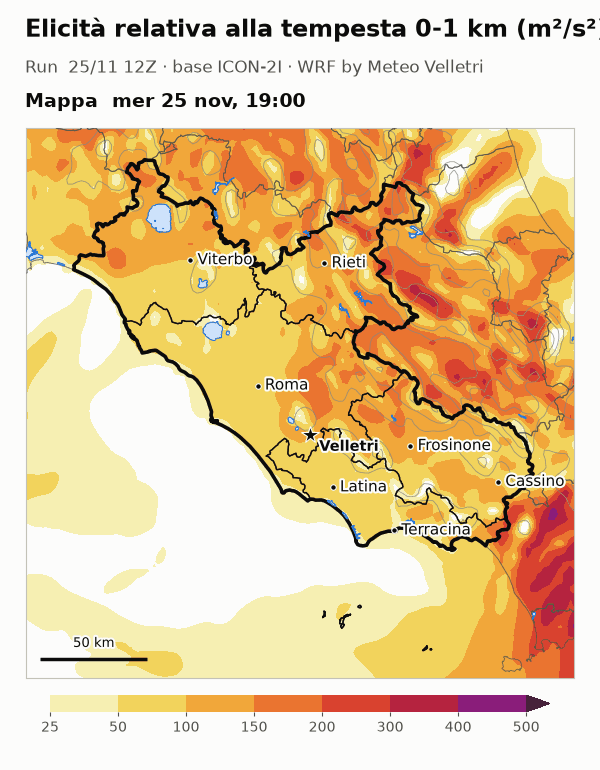 Elicità relativa alla tempesta 0-1 km (m²/s²)
Run  25/11 12Z · base ICON-2I · WRF by Meteo Velletri
Mappa  mer 25 nov, 19:00
Viterbo
Rieti
Roma
Velletri
Frosinone
Cassino
Latina
Terracina
50 km
25 50 100 150 200 300 400 500